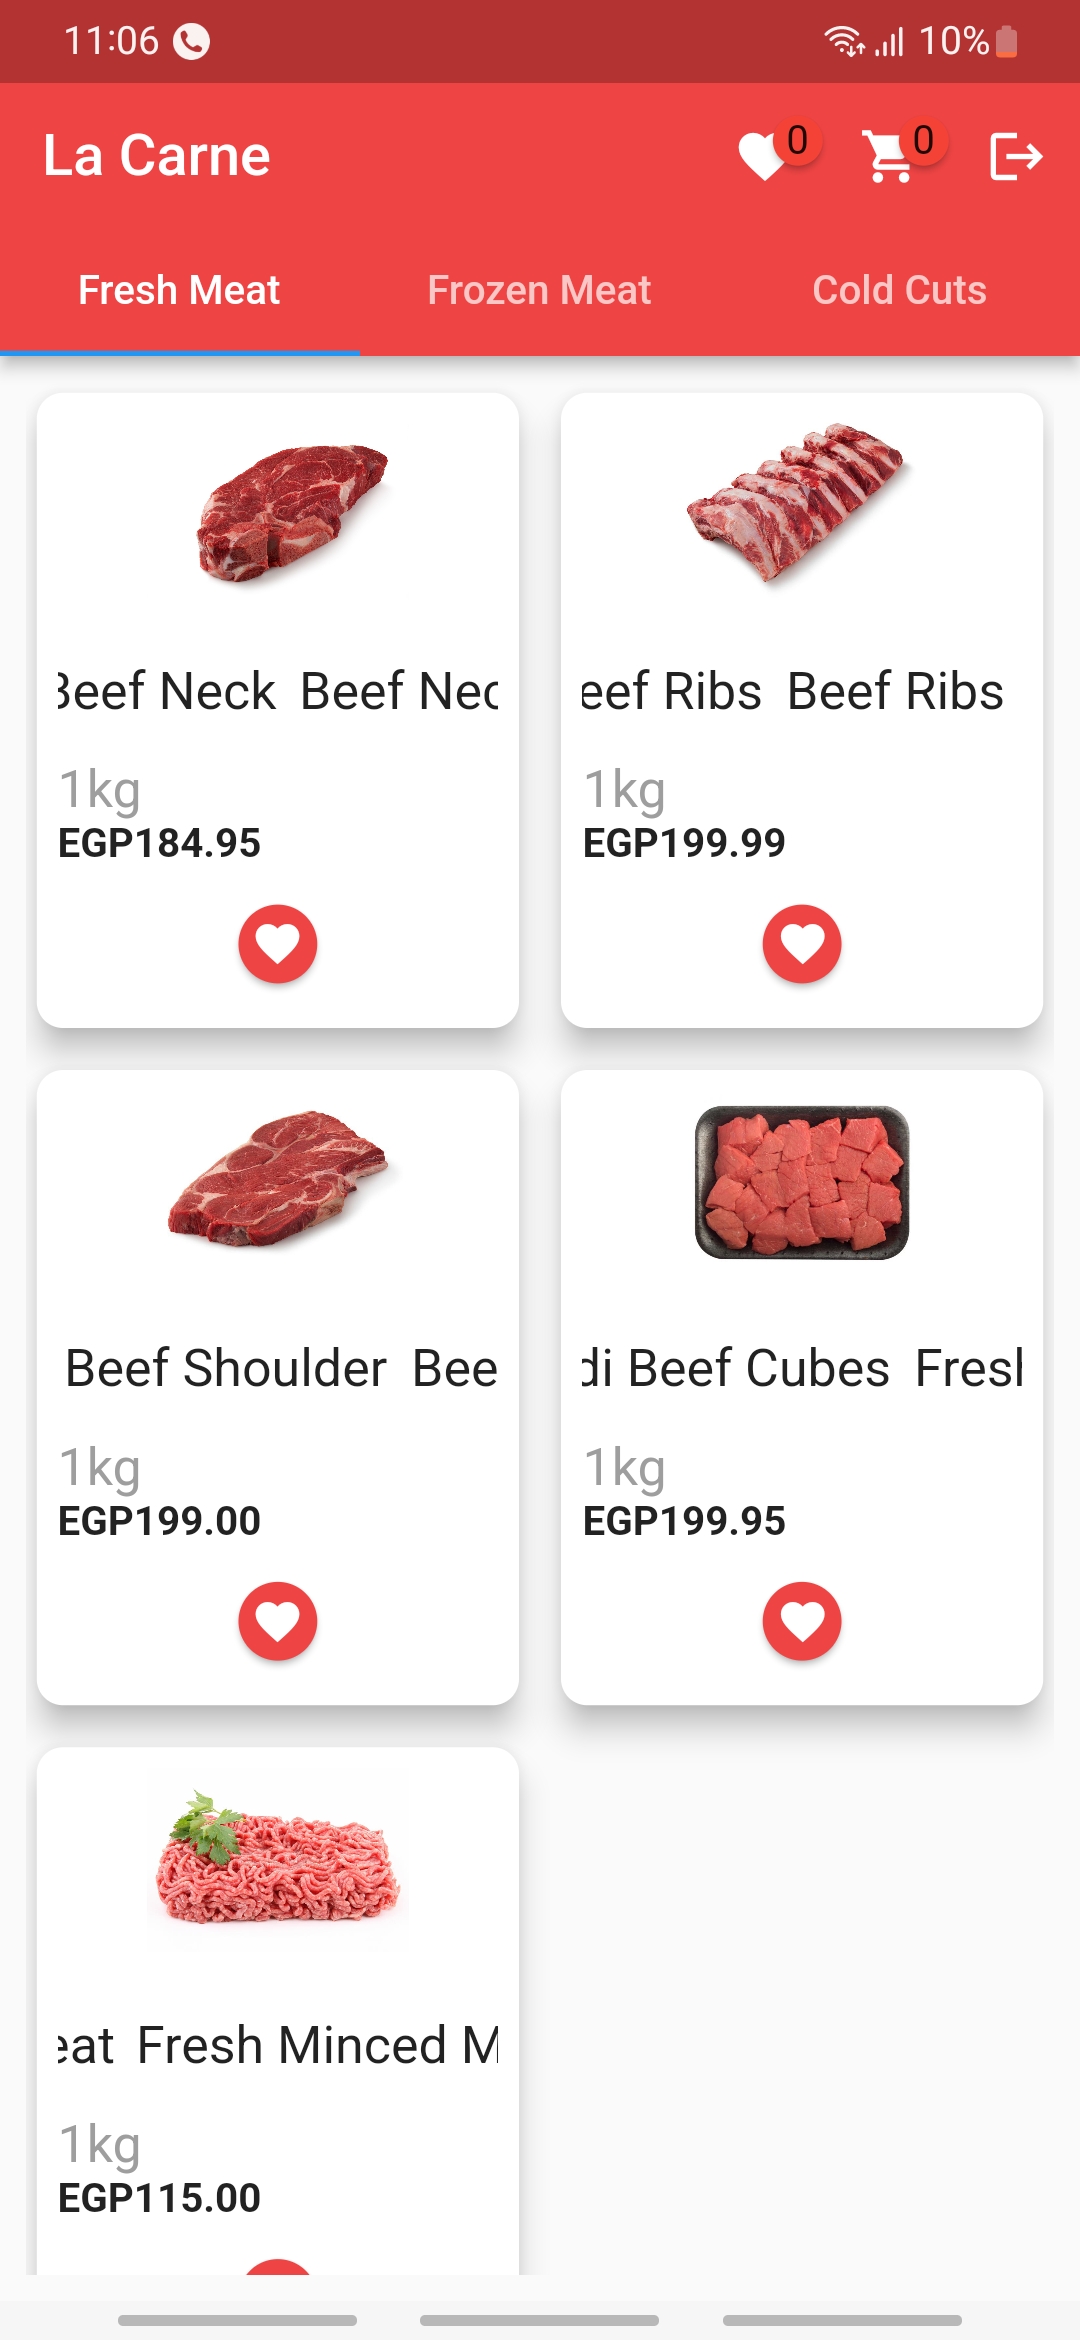 11:06
10%
La Carne
0
0
Fresh Meat
Frozen Meat
Cold Cuts
Beef Neck Beef Nec
eef Ribs Beef Ribs
1kg
1kg
EGP184.95
EGP199.99
Beef Shoulder Bee
di Beef Cubes Fresh
1kg
1kg
EGP199.00
EGP199.95
eat Fresh Minced M
1kg
EGP115.00